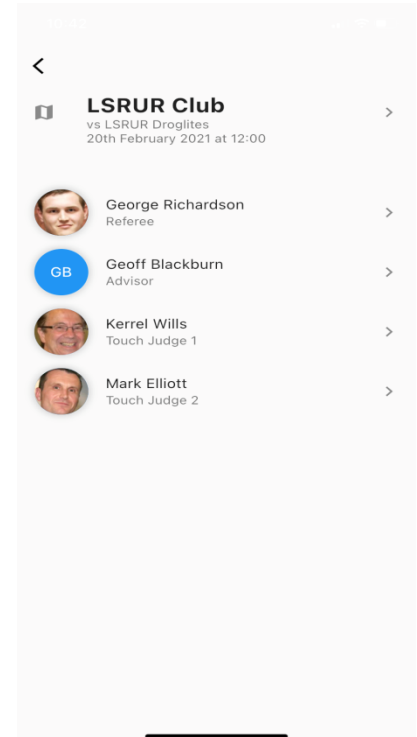 LSRUR Club
vs LSRUR Droglites
20th February 2021 at 12:00
George Richardson
Referee
GB
Geoff Blackburn
Advisor
Kerrel Wills
Touch Judge 1
Mark Elliott
Touch Judge 2